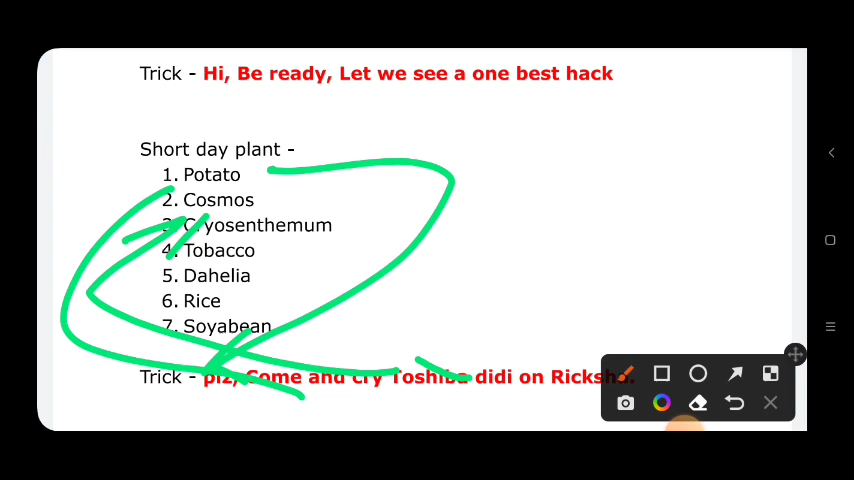 Trick - Hi, Be ready, Let we see a one best hack
Short day plant -
1. Potato
2. Cosmos
3. Cryosenthemum
4. Tobacco
5. Dahelia
6. Rice
7. Soyabean
Trick - plz, Come and cry Toshiba didi on Ricksha.